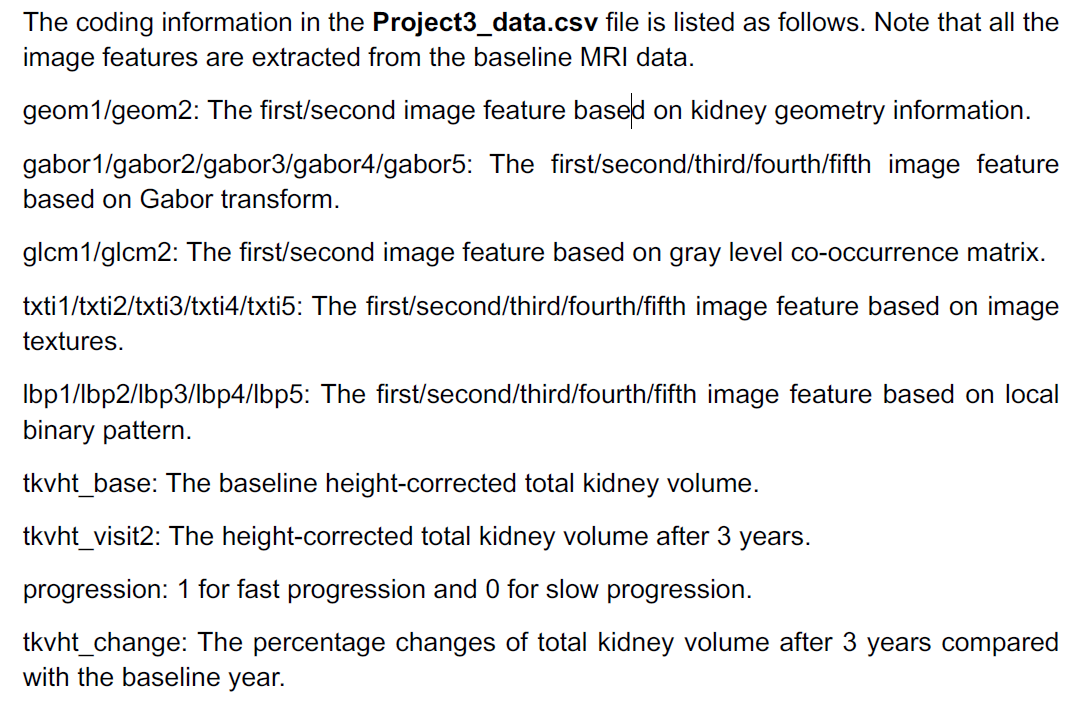 The coding information in the Project3_data.csv file is listed as follows. Note that all the
image features are extracted from the baseline MRI data.
geom1/geom2: The first/second image feature based on kidney geometry information.
gabor1/gabor2/gabor3/gabor4/gabor5: The first/second/third/fourth/fifth image feature
based on Gabor transform.
glcm1/glcm2: The first/second image feature based on gray level co-occurrence matrix.
txti1/txti2/txti3/txti4/txti5: The first/second/third/fourth/fifth image feature based on image
textures.
lbp1/lbp2/lbp3/lbp4/lbp5: The first/second/third/fourth/fifth image feature based on local
binary pattern.
tkvht_base: The baseline height-corrected total kidney volume.
tkvht_visit2: The height-corrected total kidney volume after 3 years.
progression: 1 for fast progression and 0 for slow progression.
tkvht_change: The percentage changes of total kidney volume after 3 years compared
with the baseline year.